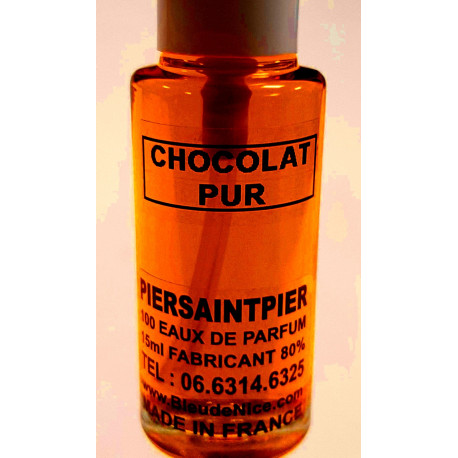 CHOCOLAT
PUR
PIERSAINTPIER
100 EAUX DE PARFUM
15ml FABRICANT 80%
TEL : 06.6314.6325
www.BleudeNice.com
MADE IN FRANCE